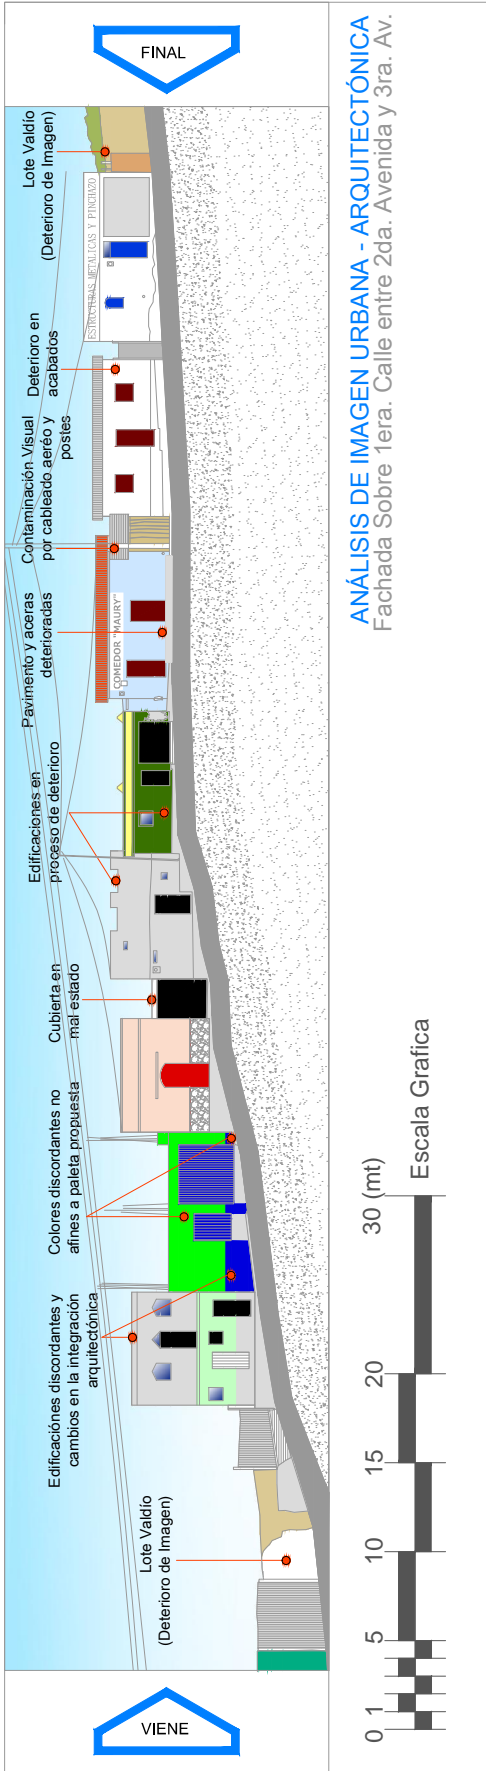 VIENE
Lote Valdío
(Deterioro de Imagen)
Edificaciónes discordantes y
cambios en la integración
arquitectónica
Colores discordantes no
afines a paleta propuesta
Cubierta en
mal estado
Edificaciones en
proceso de deterioro
Pavimento y aceras
deterioradas
Contaminación Visual
por cableado aeréo y
postes
Deterioro en
acabados
Lote Valdío
(Deterioro de Imagen)
COMEDOR "MAURY"
ESTRUCTURAS METALICAS Y PINCHAZO
FINAL
0 1 5 10 15 20 30 (mt)
Escala Grafica
ANÁLISIS DE IMAGEN URBANA - ARQUITECTÓNICA
Fachada Sobre 1era. Calle entre 2da. Avenida y 3ra. Av.